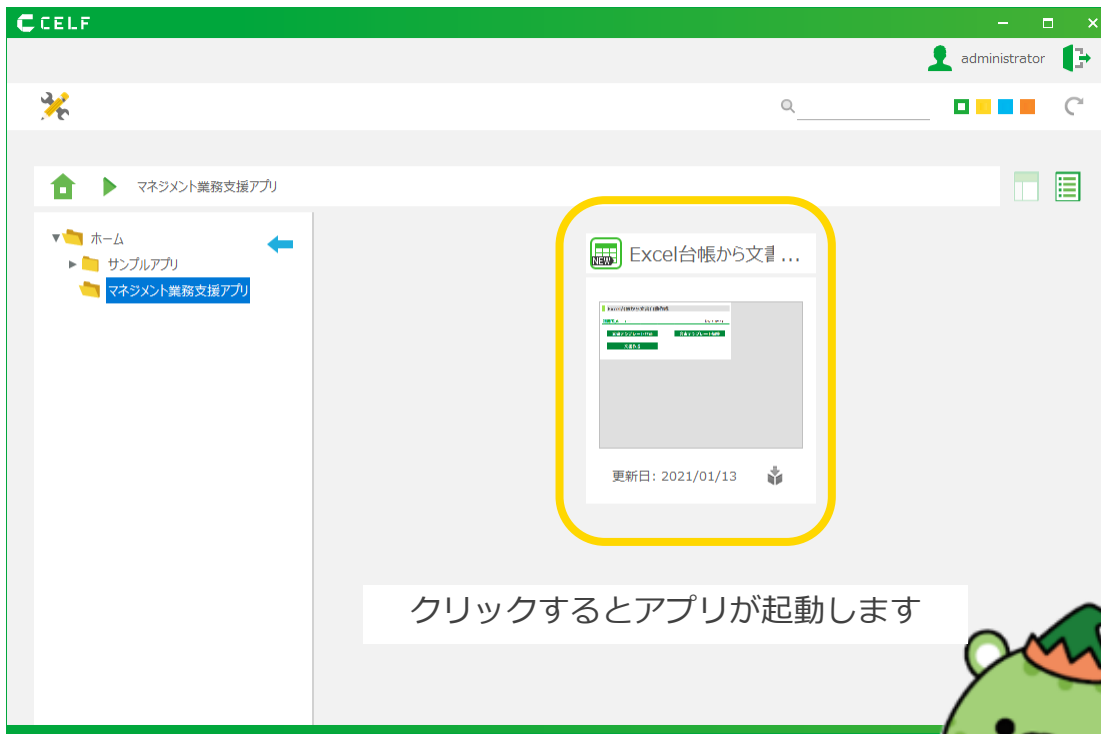 CELF
administrator
マネジメント業務支援アプリ
ホーム
サンプルアプリ
マネジメント業務支援アプリ
NEW
Excel台帳から文書...
更新日: 2021/01/13
クリックするとアプリが起動します